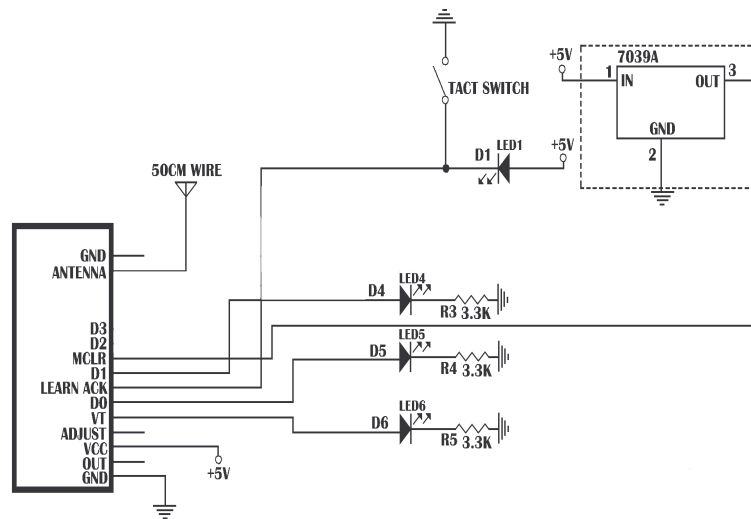 +5V
7039A
1
3
IN
OUT
GND
2
TACT SWITCH
D1
LED1
+5V
50CM WIRE
GND
ANTENNA
D3
D2
MCLR
D1
LEARN ACK
D0
VT
ADJUST
VCC
OUT
GND
+5V
D4
LED4
R3 3.3K
D5
LED5
R4 3.3K
D6
LED6
R5 3.3K